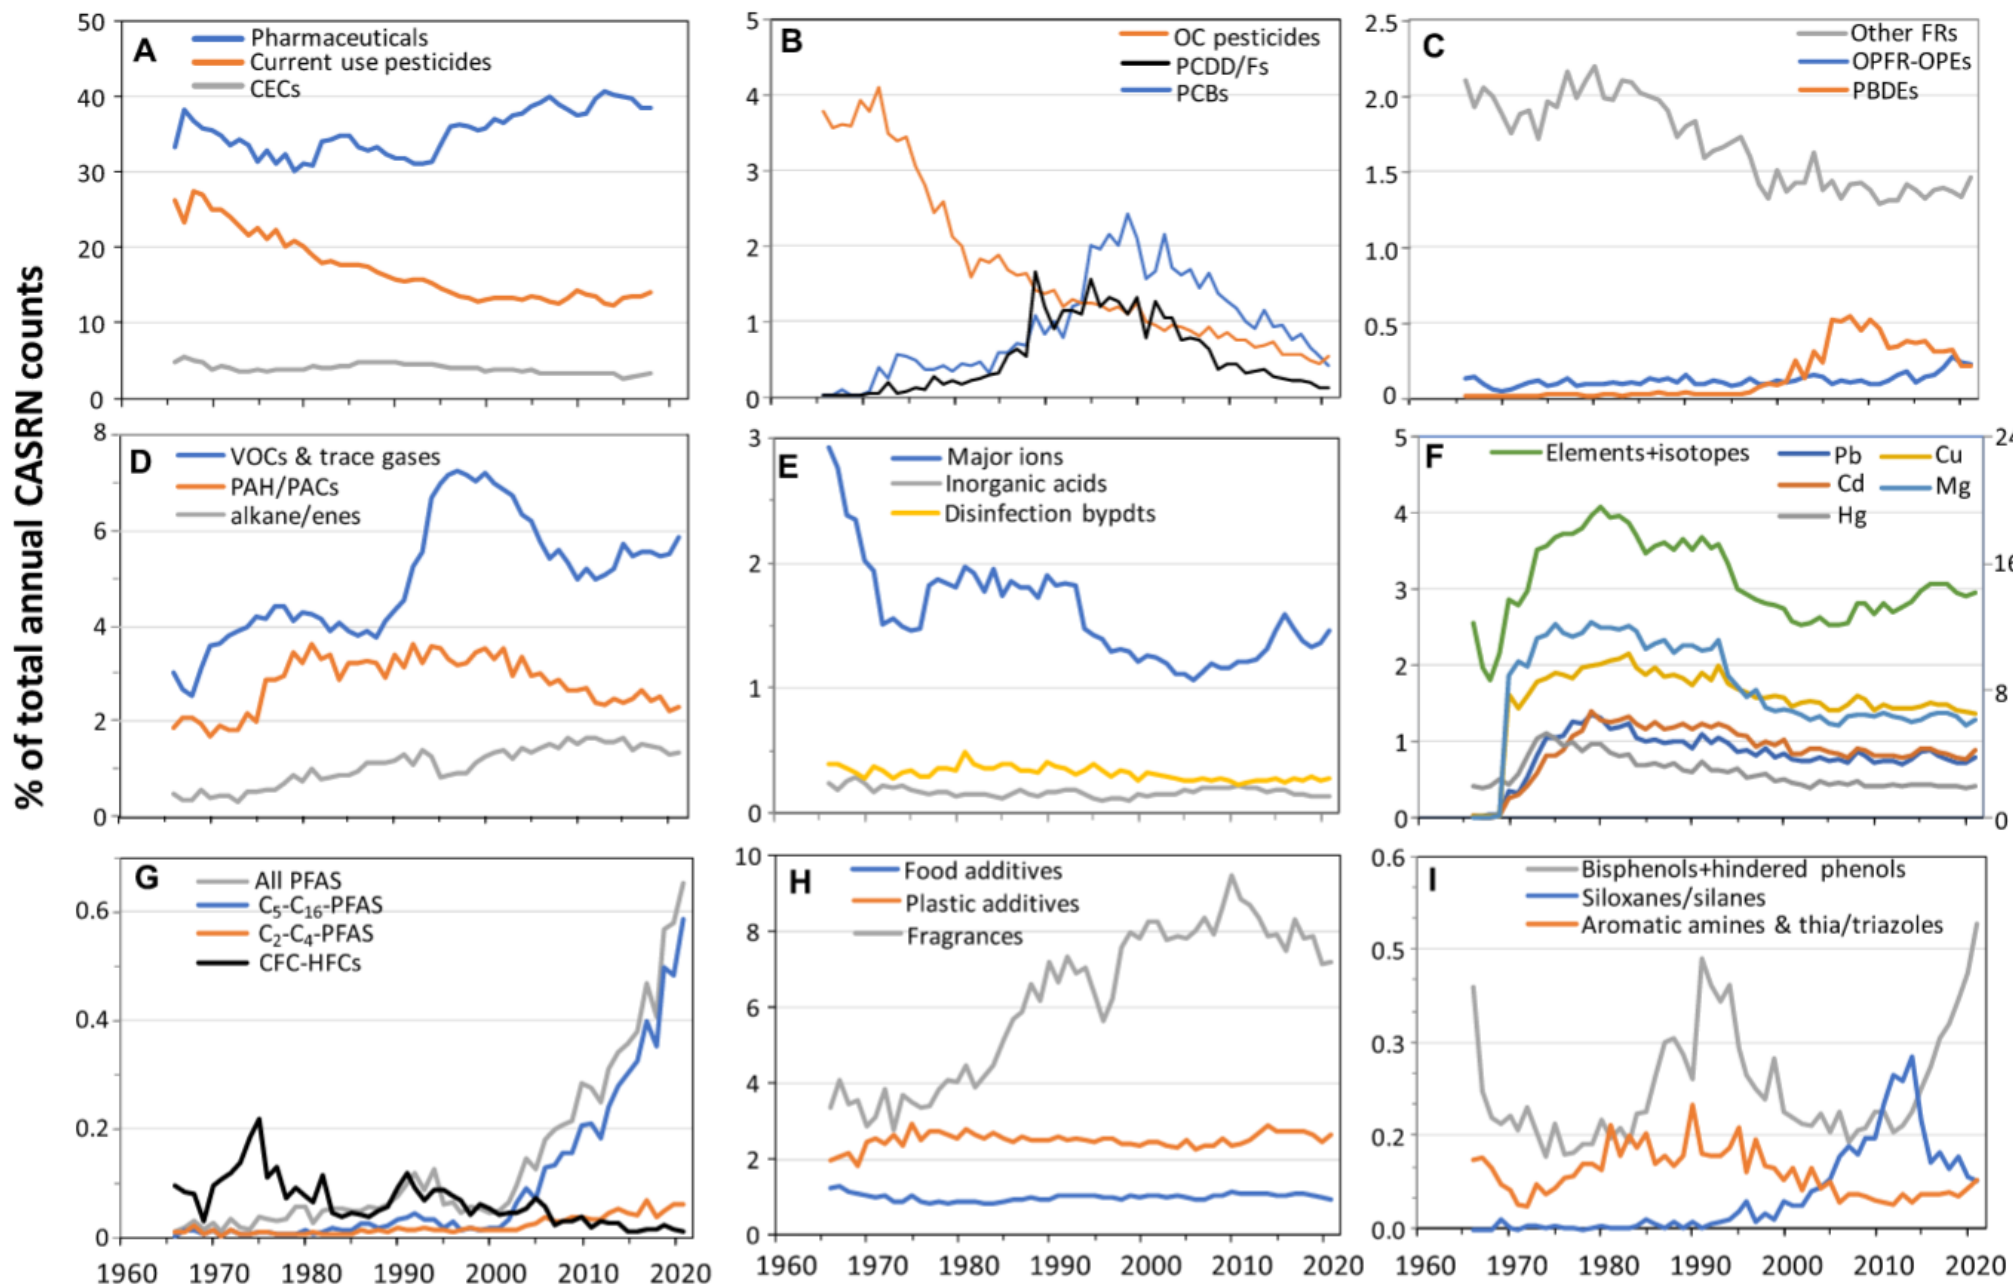 % of total annual CASRN counts
A
Pharmaceuticals
Current use pesticides
CECs
50
40
30
20
10
0
B
OC pesticides
PCDD/Fs
PCBs
5
4
3
2
1
0
C
Other FRs
OPFR-OPEs
PBDEs
2.5
2.0
1.5
1.0
0.5
0
D
VOCs & trace gases
PAH/PACs
alkane/enes
8
6
4
2
0
E
Major ions
Inorganic acids
Disinfection bypdts
3
2
1
0
F
Elements+isotopes
Pb
Cu
Cd
Mg
Hg
5
4
3
2
1
0
24
16
8
0
G
All PFAS
C5-C16-PFAS
C2-C4-PFAS
CFC-HFCs
0.6
0.4
0.2
0
1960 1970 1980 1990 2000 2010 2020
H
Food additives
Plastic additives
Fragrances
10
8
6
4
2
0
1960 1970 1980 1990 2000 2010 2020
I
Bisphenols+hindered phenols
Siloxanes/silanes
Aromatic amines & thia/triazoles
0.6
0.5
0.3
0.2
0.0
1960 1970 1980 1990 2000 2010 2020